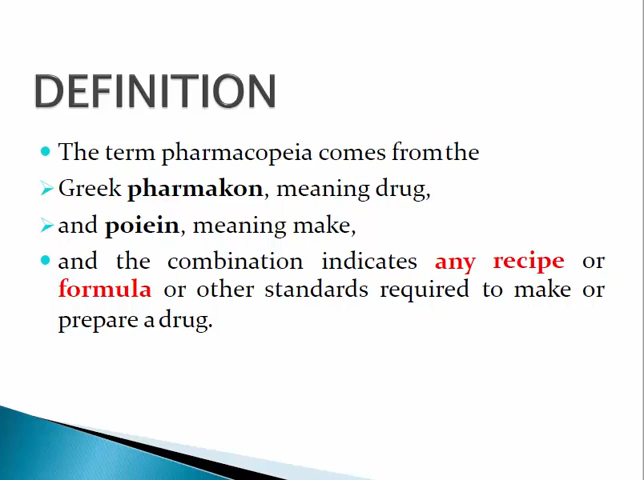 DEFINITION
The term pharmacopeia comes from the
Greek pharmakon, meaning drug,
and poiein, meaning make,
and the combination indicates any recipe or
formula or other standards required to make or
prepare a drug.